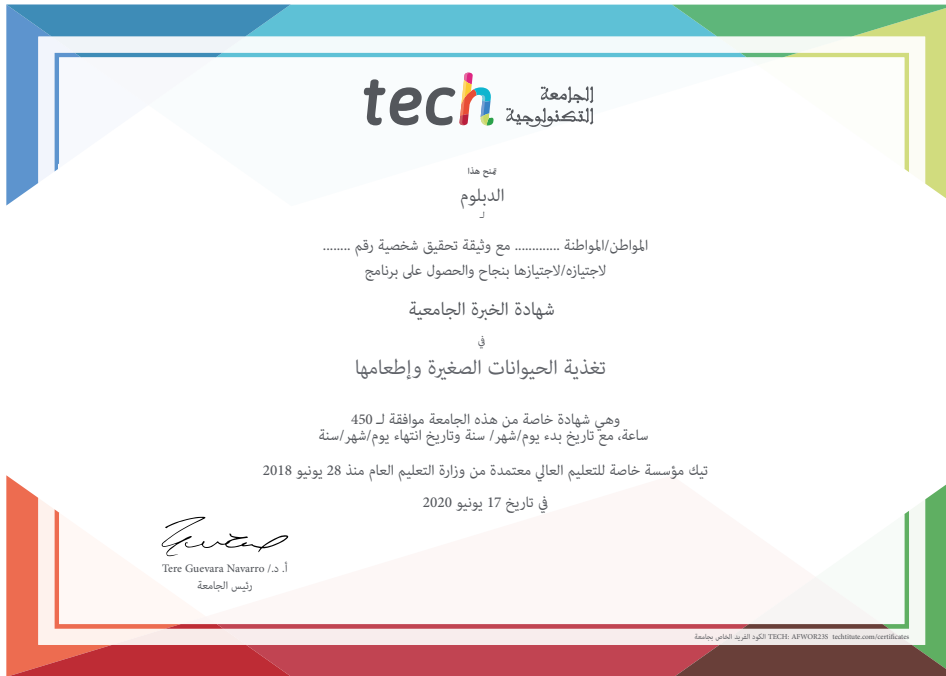 tech الجامعة
التكنولوجية
يمنح هذا
الدبلوم
لـ
المواطن/المواطنة ............ مع وثيقة تحقيق شخصية رقم ........
لاجتيازه/لاجتيازها بنجاح والحصول على برنامج
شهادة الخبرة الجامعية
في
تغذية الحيوانات الصغيرة وإطعامها
وهي شهادة خاصة من هذه الجامعة موافقة لـ 450
ساعة، مع تاريخ بدء يوم/شهر/ سنة وتاريخ انتهاء يوم/شهر/سنة
تيك مؤسسة خاصة للتعليم العالي معتمدة من وزارة التعليم العام منذ 28 يونيو 2018
في تاريخ 17 يونيو 2020
أ. د./ Tere Guevara Navarro
رئيس الجامعة
الكود الفريد الخاص بجامعة TECH: AFWOR23S techtitute.com/certificates